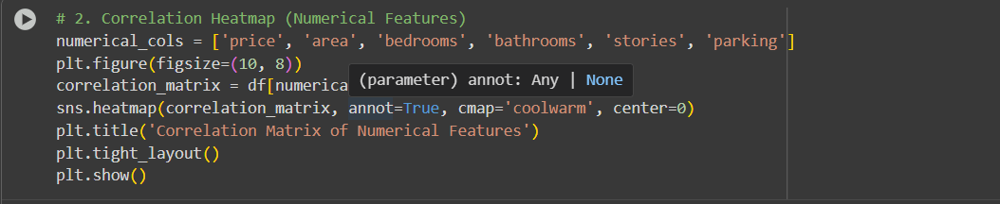 # 2. Correlation Heatmap (Numerical Features)
numerical_cols = ['price', 'area', 'bedrooms', 'bathrooms', 'stories', 'parking']
plt.figure(figsize=(10, 8))
(parameter) annot: Any | None
correlation_matrix = df[numerica
sns.heatmap(correlation_matrix, annot=True, cmap='coolwarm', center=0)
plt.title('Correlation Matrix of Numerical Features')
plt.tight_layout()
plt.show()